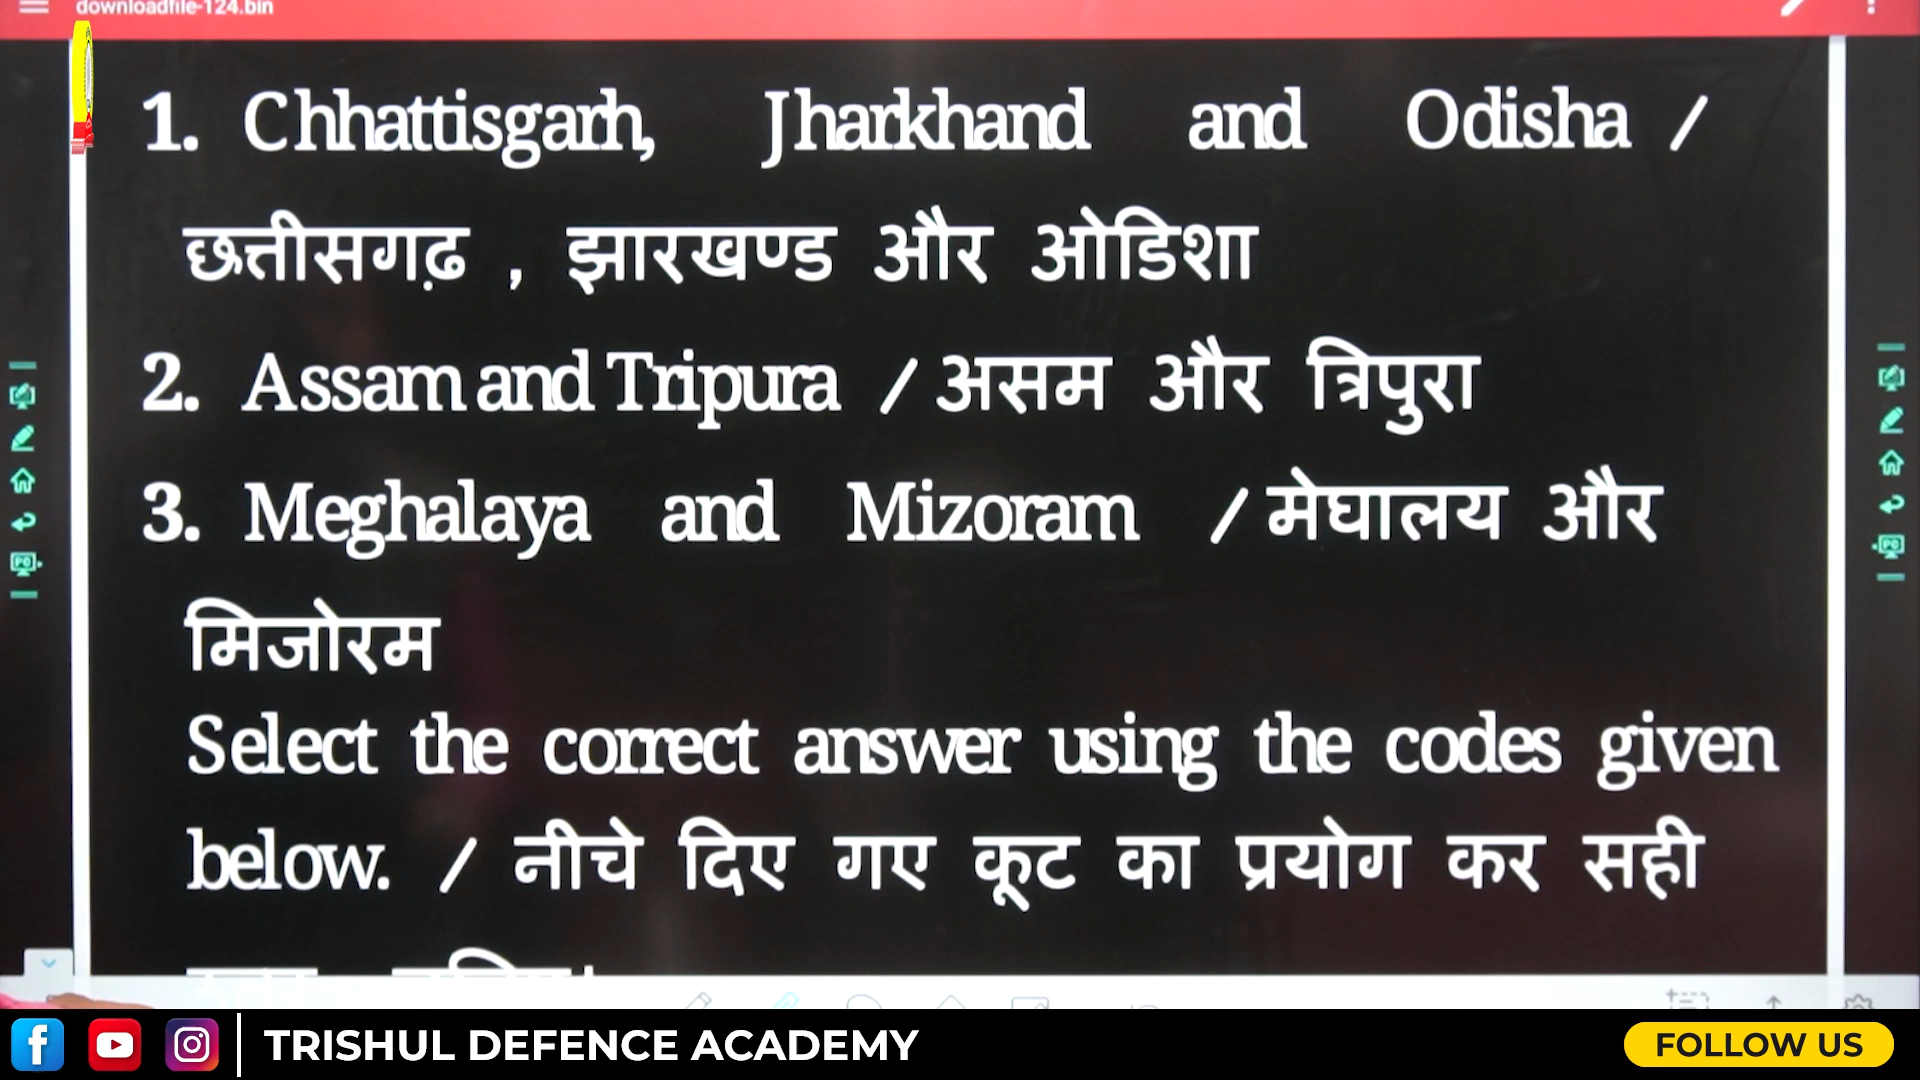 downloadfile-124.bin
1. Chhattisgarh, Jharkhand and Odisha /
छत्तीसगढ़ , झारखण्ड और ओडिशा
2. Assam and Tripura / असम और त्रिपुरा
3. Meghalaya and Mizoram / मेघालय और
मिजोरम
Select the correct answer using the codes given
below. / नीचे दिए गए कूट का प्रयोग कर सही
PC
PC
TRISHUL DEFENCE ACADEMY
FOLLOW US